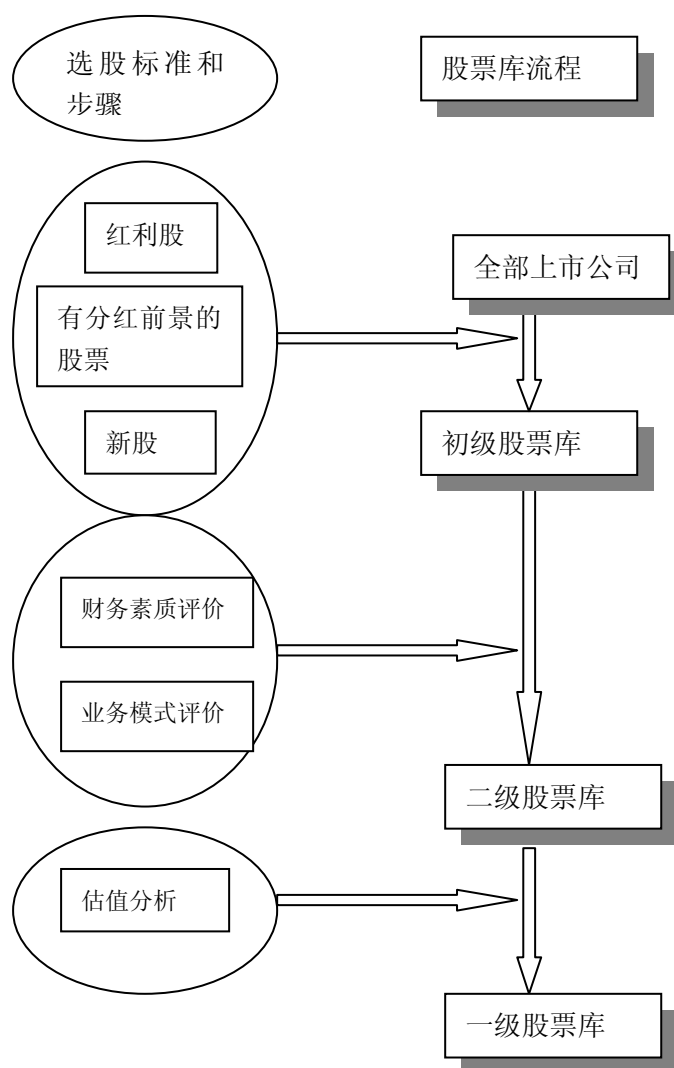 选股标准和
步骤
股票库流程
红利股
有分红前景的
股票
新股
全部上市公司
初级股票库
财务素质评价
业务模式评价
二级股票库
估值分析
一级股票库